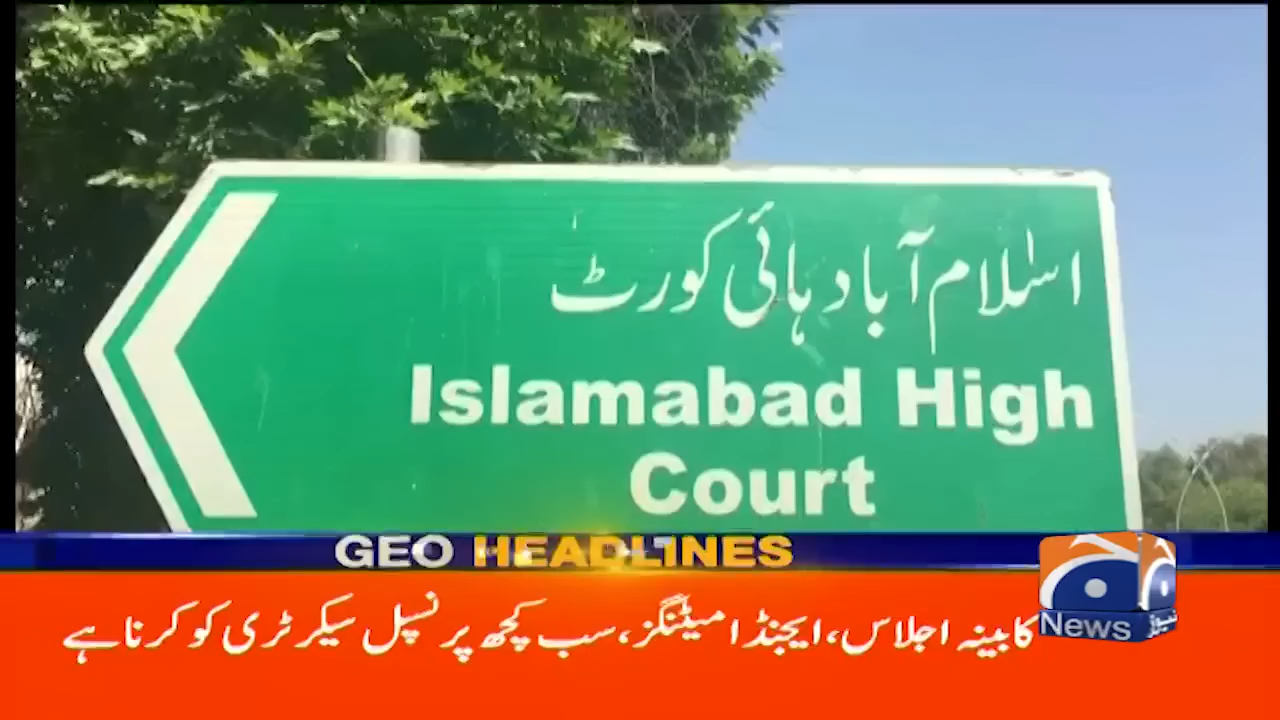 اسلام آباد ہائی کورٹ
Islamabad High
Court
GEO HEADLINES
News نیوز
کابینہ اجلاس، ایجنڈا میٹنگز، سب کچھ پرنسپل سیکرٹری کو کرنا ہے